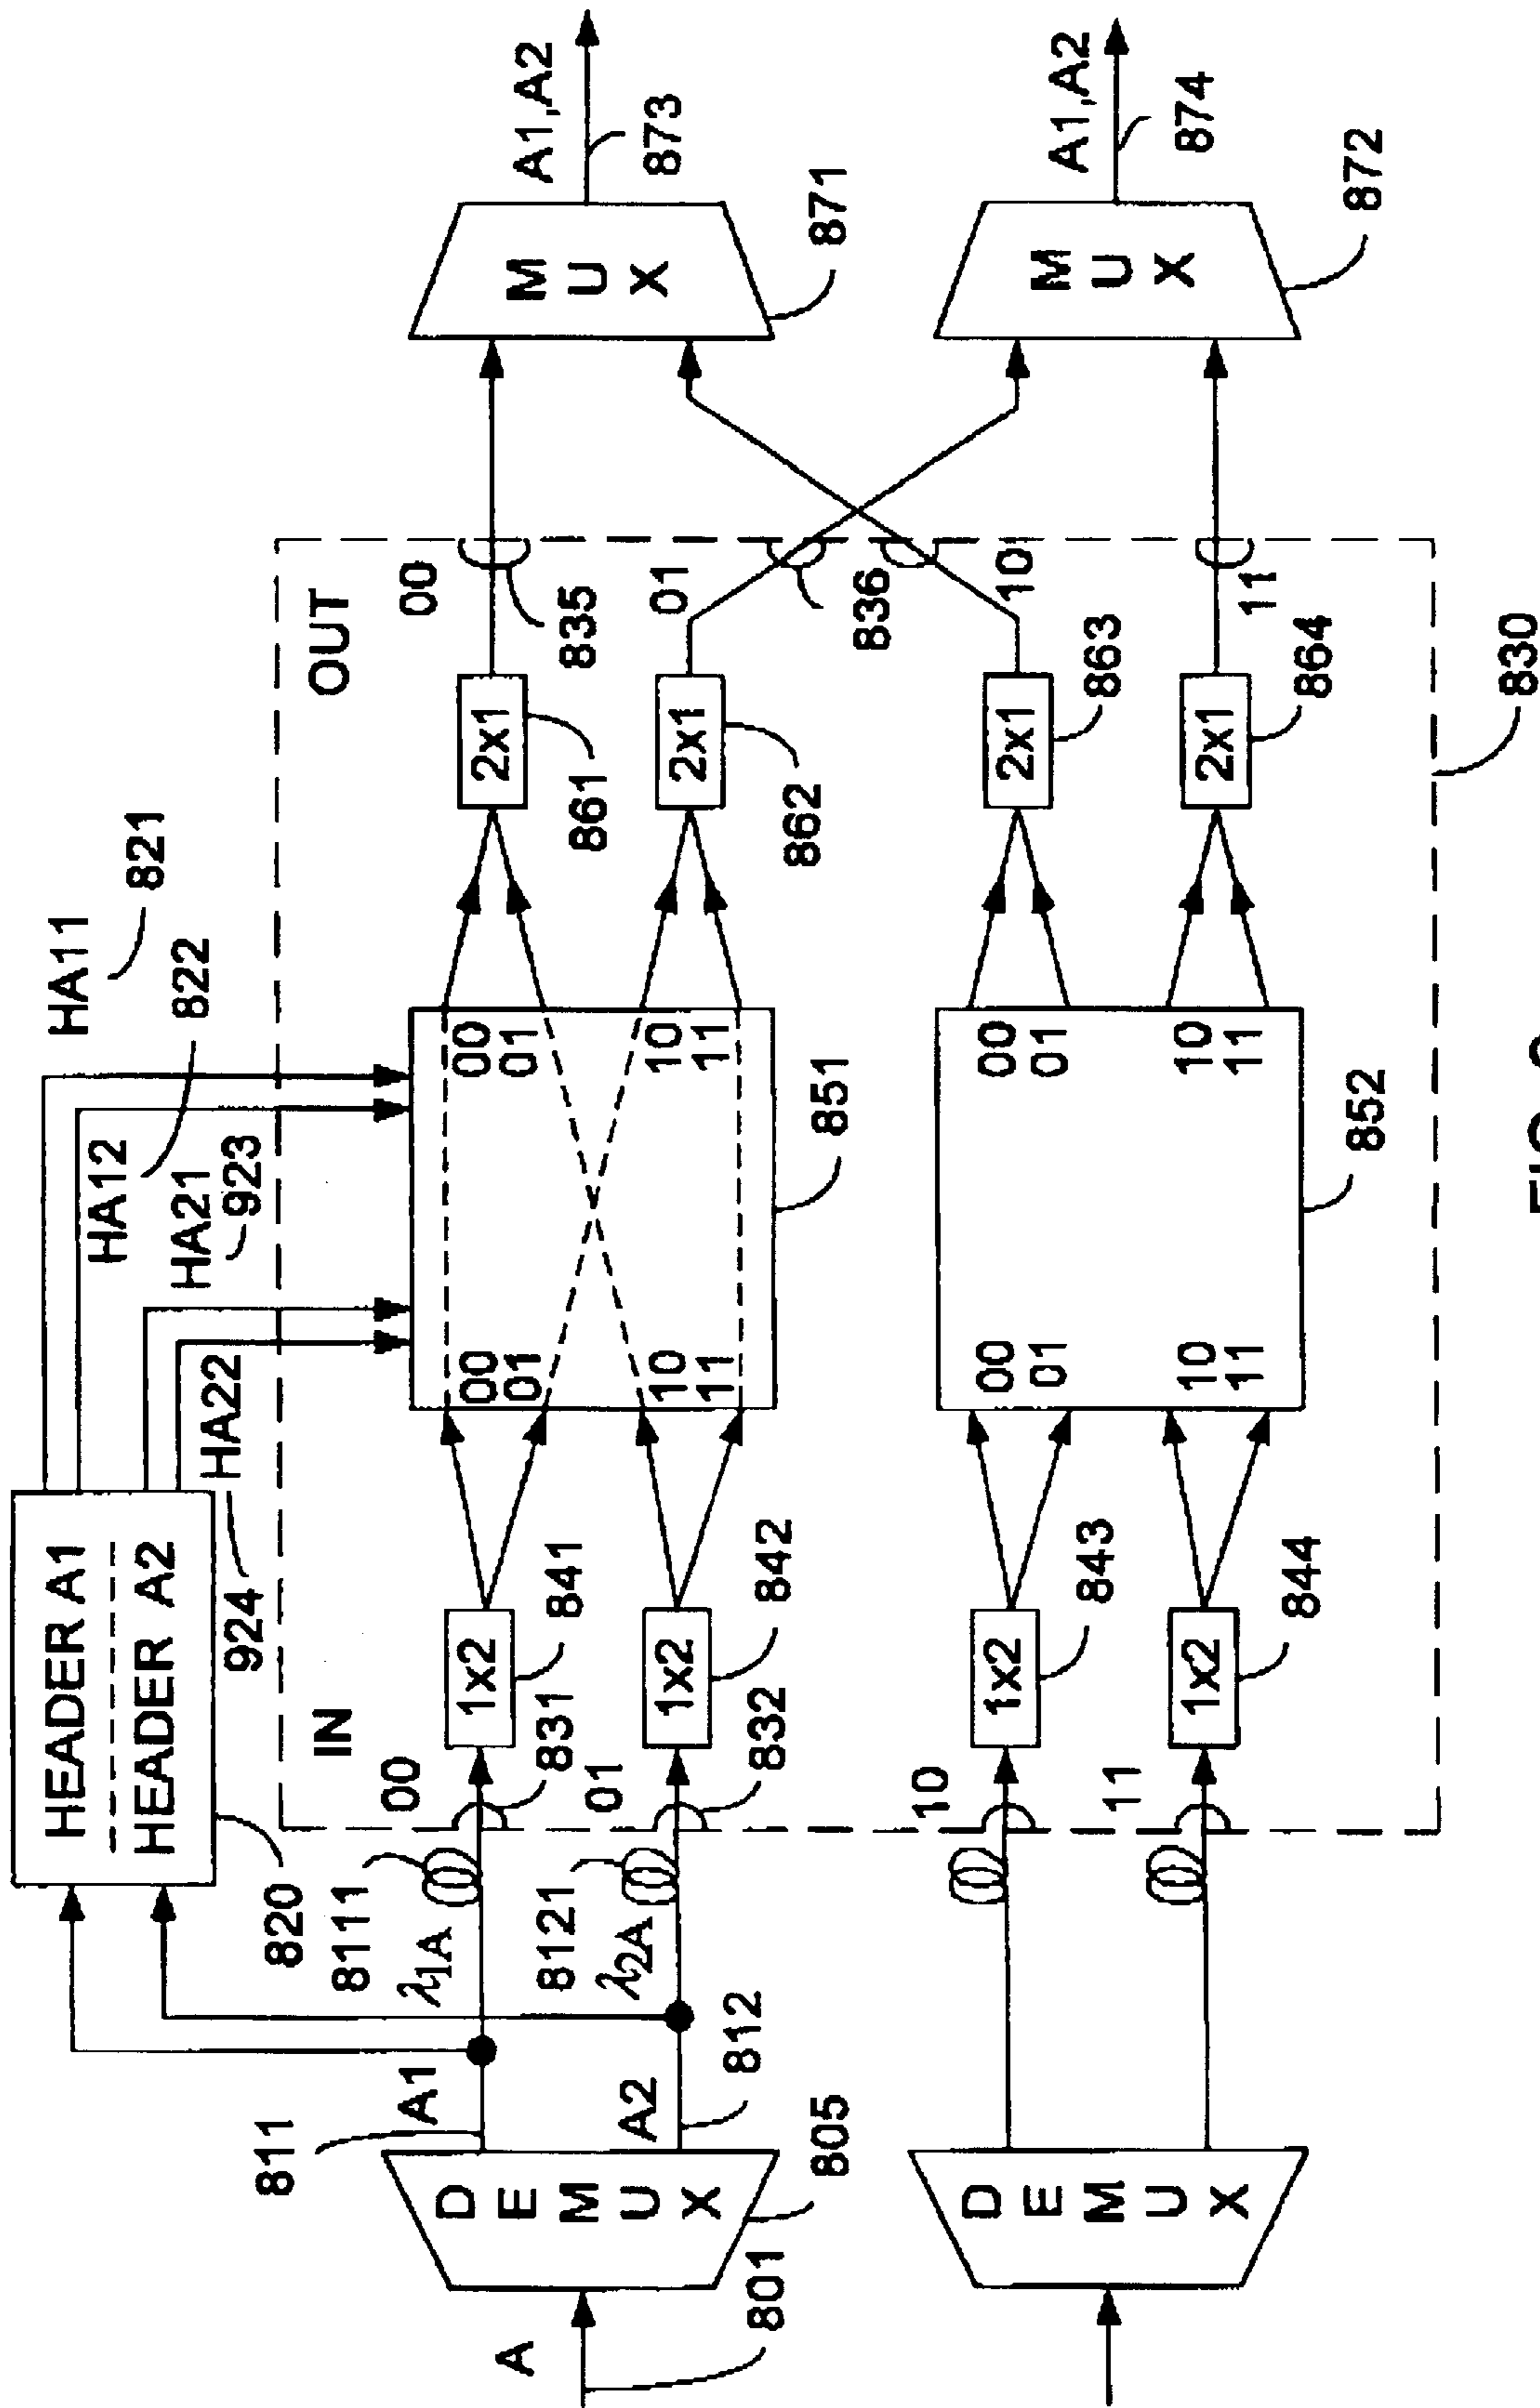 HEADER A1
HEADER A2
820
HA11
821
HA12
822
HA21
923
HA22
924
A
801
DEMUX
805
811
A1
A2
812
8111
λ1A
8121
λ2A
IN
OUT
00
831
01
832
1x2
841
1x2
842
00
01
10
11
00
01
10
11
851
2x1
861
2x1
862
00
835
01
836
MUX
871
A1,A2
873
DEMUX
10
11
1x2
843
1x2
844
00
01
10
11
00
01
10
11
852
2x1
863
2x1
864
10
11
830
MUX
872
A1,A2
874